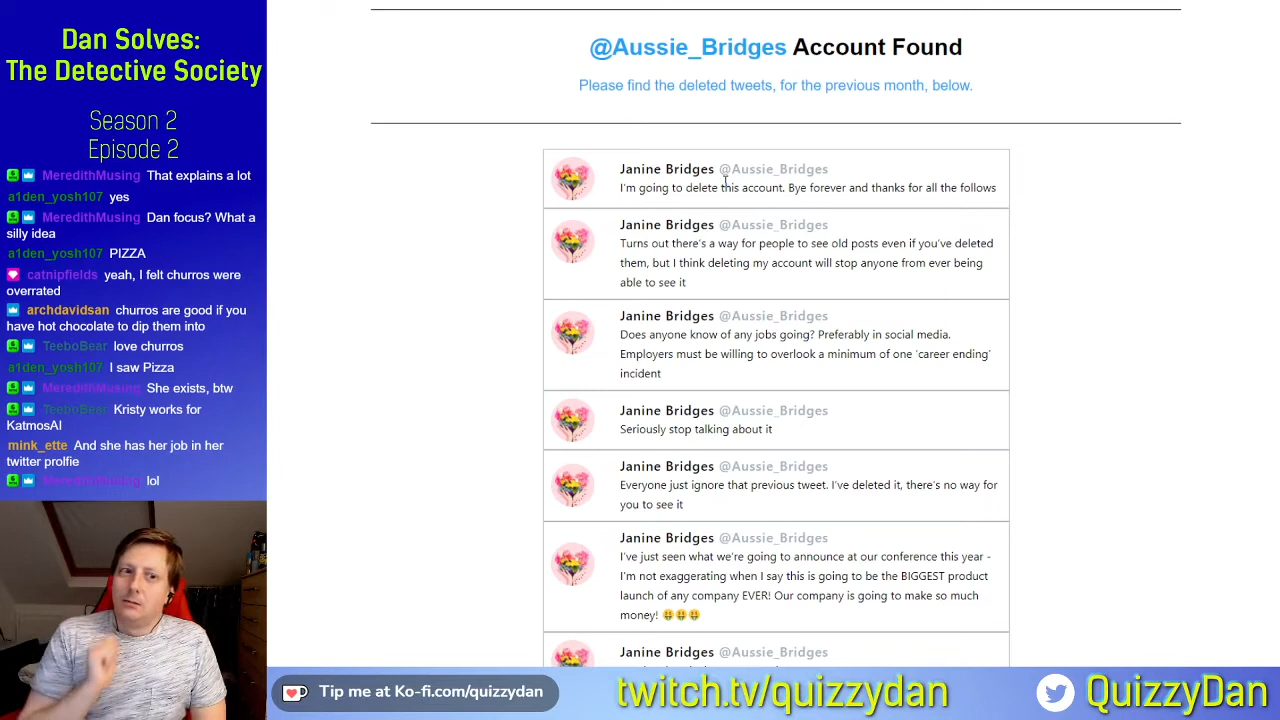 Dan Solves:
The Detective Society
Season 2
Episode 2
MeredithMusing That explains a lot
a1den_yosh107 yes
MeredithMusing Dan focus? What a
silly idea
a1den_yosh107 PIZZA
catnipfields yeah, I felt churros were
overrated
archdavidsan churros are good if you
have hot chocolate to dip them into
TeeboBear love churros
a1den_yosh107 I saw Pizza
MeredithMusing She exists, btw
TeeboBear Kristy works for
KatmosAI
mink_ette And she has her job in her
twitter prolfie
MeredithMusing lol
@Aussie_Bridges Account Found
Please find the deleted tweets, for the previous month, below.
Janine Bridges @Aussie_Bridges
I'm going to delete this account. Bye forever and thanks for all the follows
Janine Bridges @Aussie_Bridges
Turns out there's a way for people to see old posts even if you've deleted
them, but I think deleting my account will stop anyone from ever being
able to see it
Janine Bridges @Aussie_Bridges
Does anyone know of any jobs going? Preferably in social media.
Employers must be willing to overlook a minimum of one 'career ending'
incident
Janine Bridges @Aussie_Bridges
Seriously stop talking about it
Janine Bridges @Aussie_Bridges
Everyone just ignore that previous tweet. I've deleted it, there's no way for
you to see it
Janine Bridges @Aussie_Bridges
I've just seen what we're going to announce at our conference this year -
I'm not exaggerating when I say this is going to be the BIGGEST product
launch of any company EVER! Our company is going to make so much
money! 🤑🤑🤑
Janine Bridges @Aussie_Bridges
Tip me at Ko-fi.com/quizzydan
twitch.tv/quizzydan
QuizzyDan